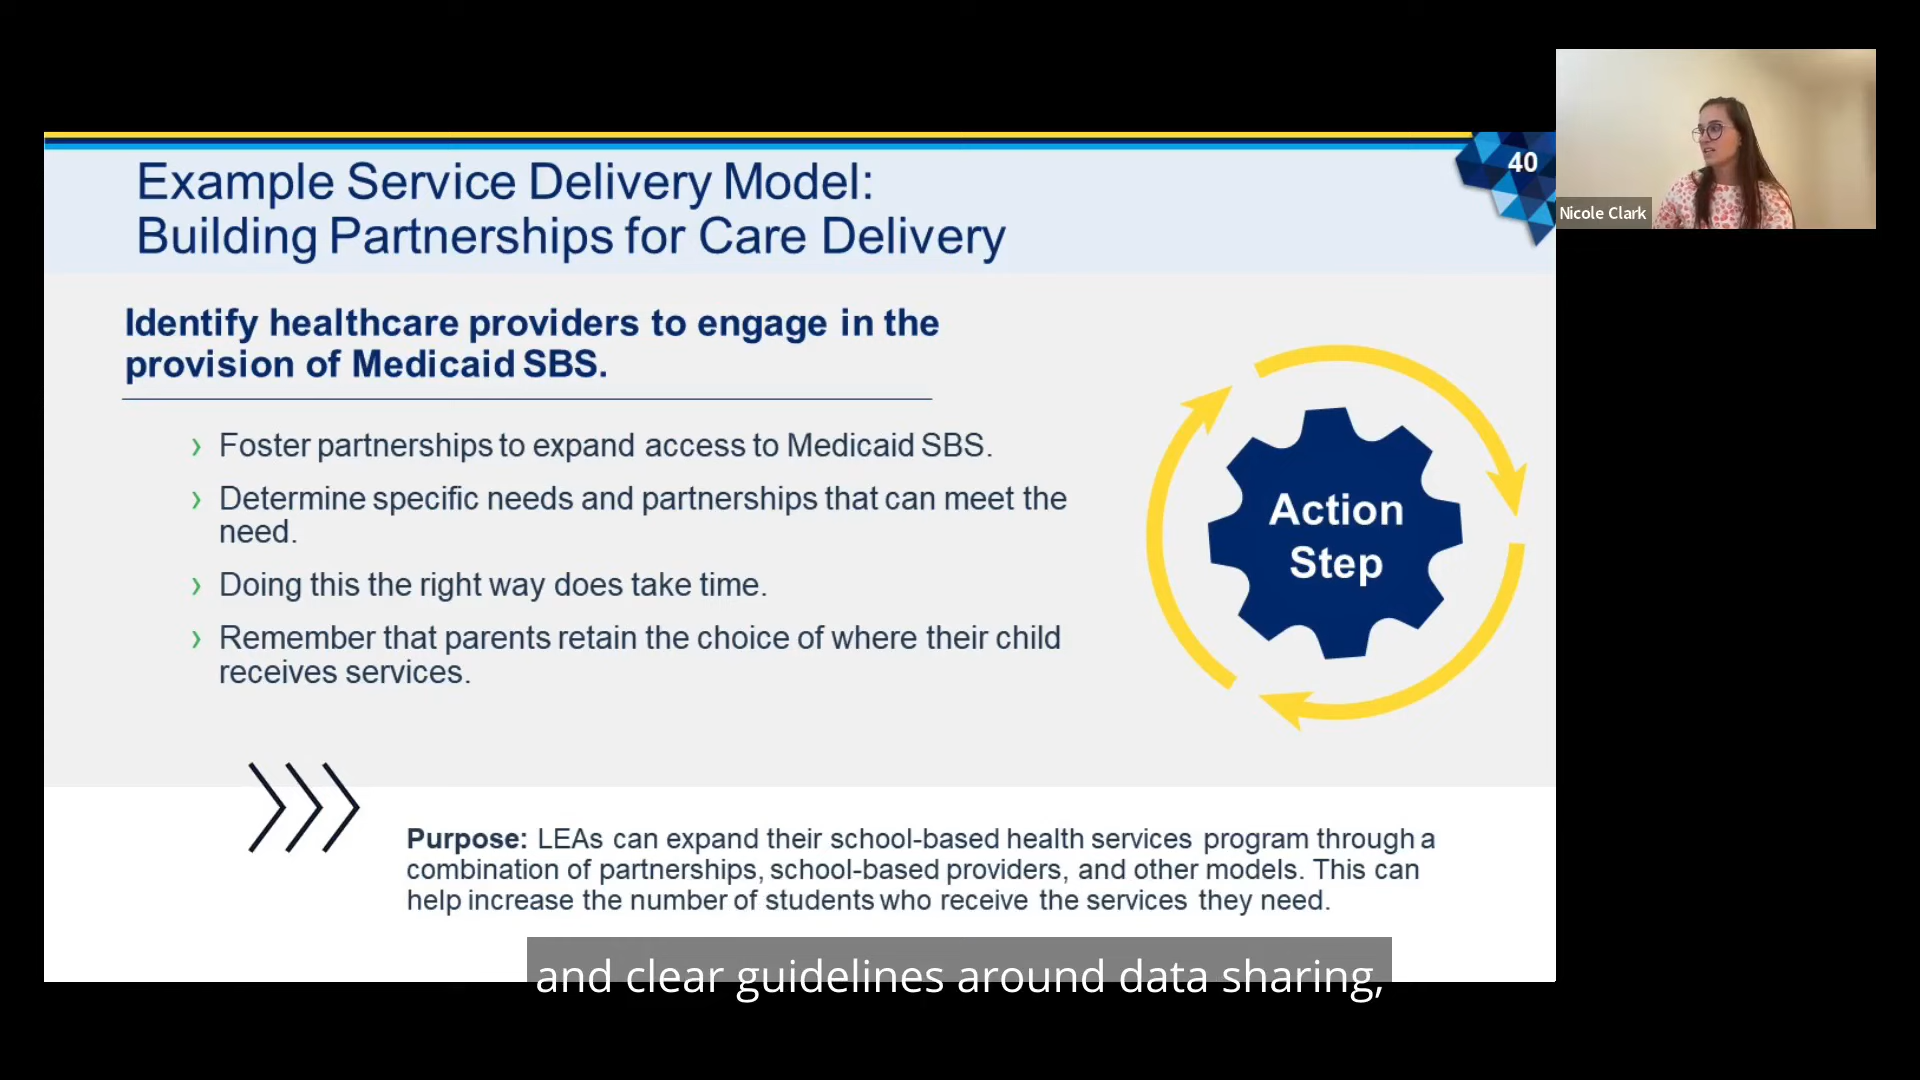 Example Service Delivery Model:
Building Partnerships for Care Delivery
40
Nicole Clark
Identify healthcare providers to engage in the
provision of Medicaid SBS.
› Foster partnerships to expand access to Medicaid SBS.
› Determine specific needs and partnerships that can meet the
need.
› Doing this the right way does take time.
› Remember that parents retain the choice of where their child
receives services.
Action
Step
Purpose: LEAs can expand their school-based health services program through a
combination of partnerships, school-based providers, and other models. This can
help increase the number of students who receive the services they need.
and clear guidelines around data sharing,